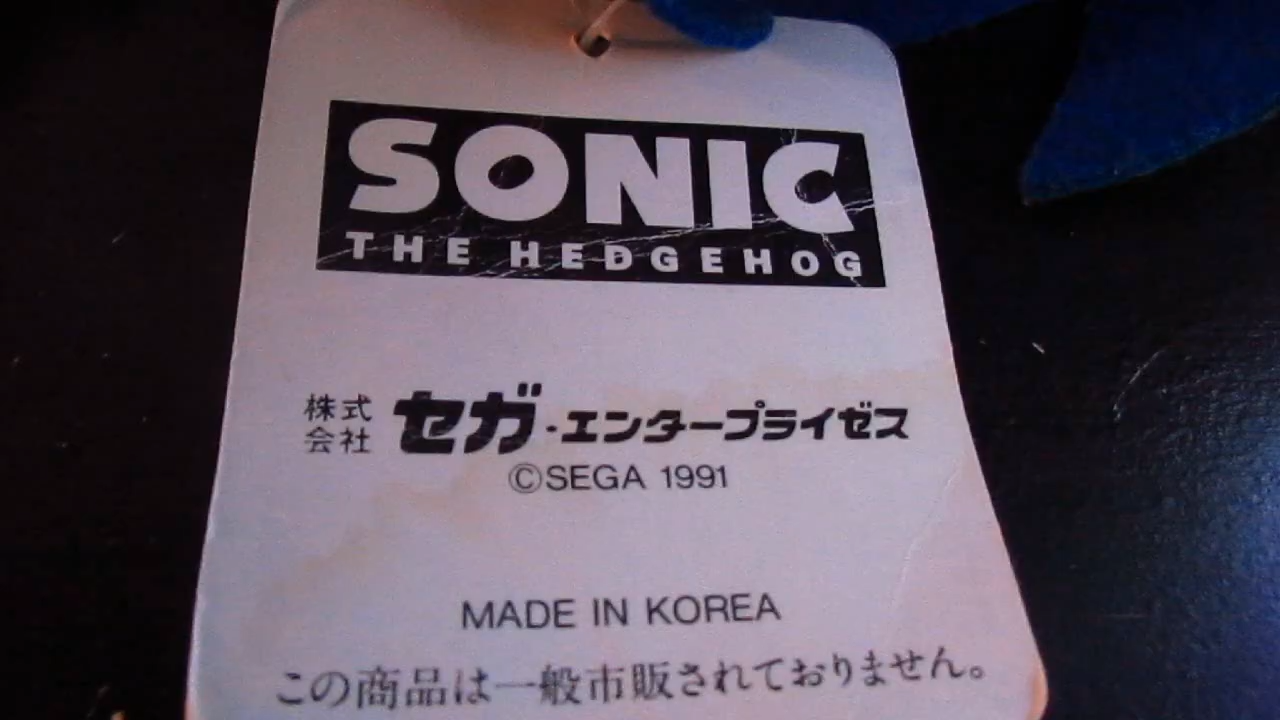 SONIC
THE HEDGEHOG
株式会社 セガ・エンタープライゼス
©SEGA 1991
MADE IN KOREA
この商品は一般市販されておりません。